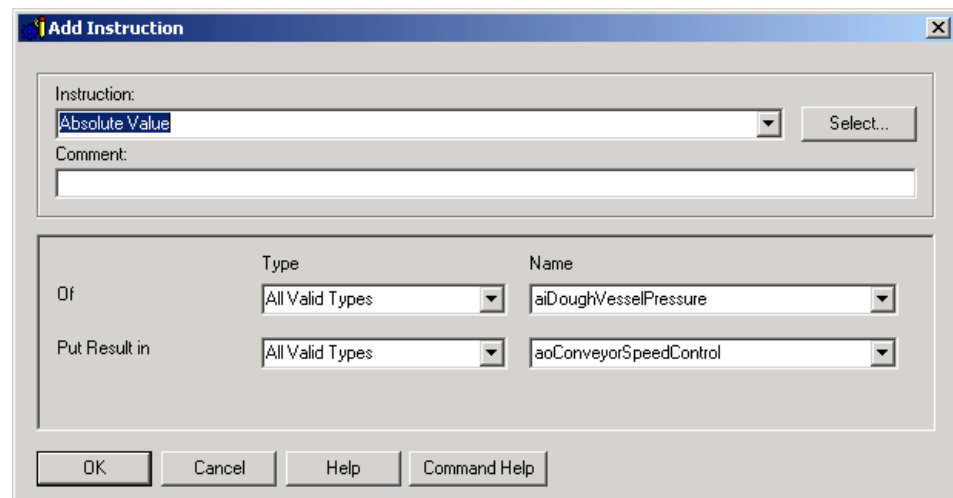 Add Instruction
Instruction:
Absolute Value
Select...
Comment:
Type Name
Of All Valid Types aiDoughVesselPressure
Put Result in All Valid Types aoConveyorSpeedControl
OK Cancel Help Command Help